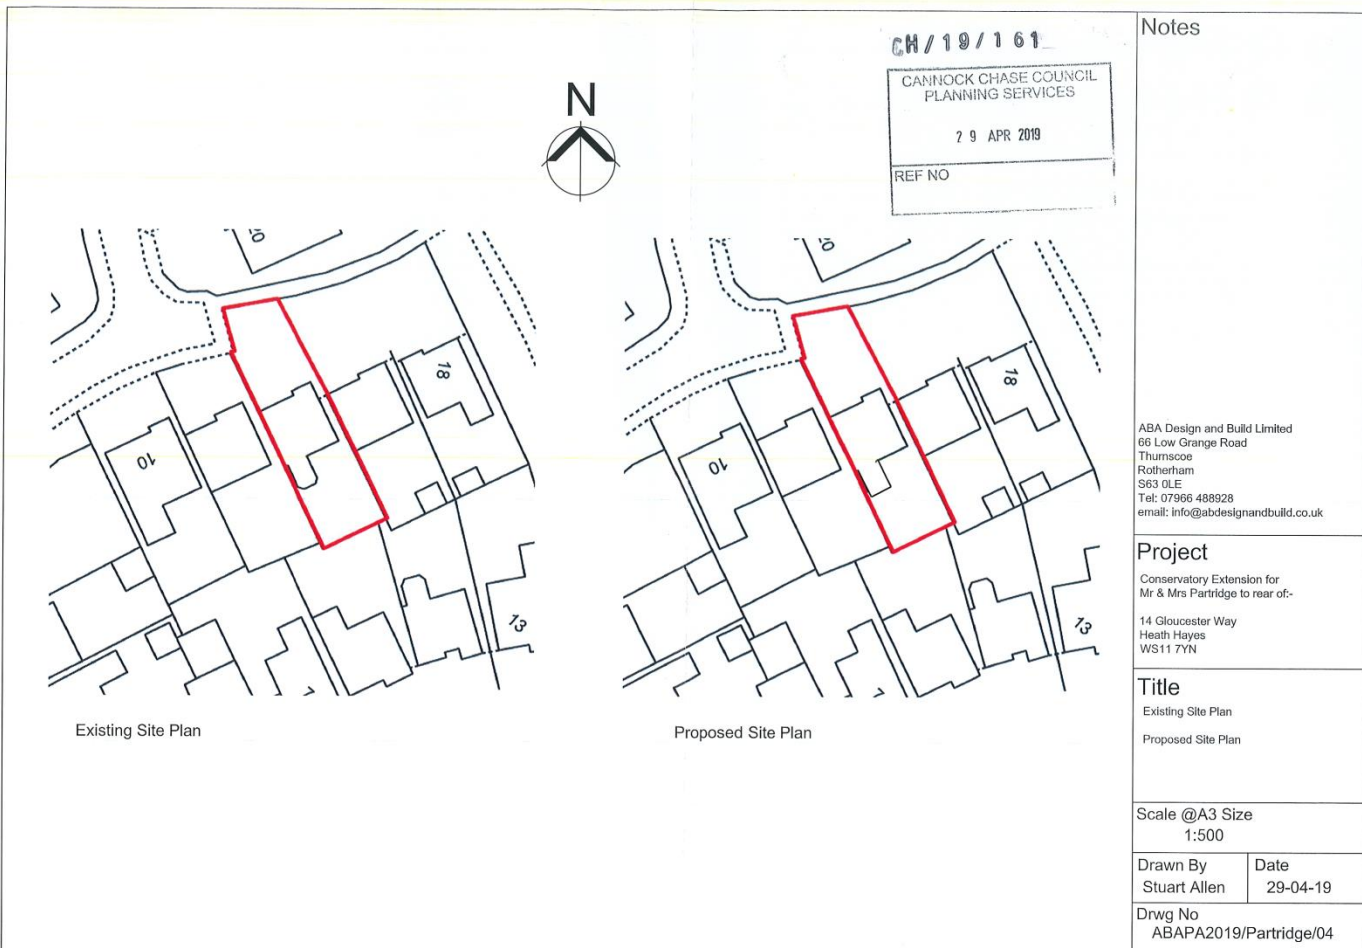 CH/19/161
CANNOCK CHASE COUNCIL
PLANNING SERVICES
29 APR 2019
REF NO
N
18
10
13
Existing Site Plan
18
10
13
Proposed Site Plan
Notes
ABA Design and Build Limited
66 Low Grange Road
Thurnscoe
Rotherham
S63 0LE
Tel: 07966 488928
email: info@abdesignandbuild.co.uk
Project
Conservatory Extension for
Mr & Mrs Partridge to rear of:-
14 Gloucester Way
Heath Hayes
WS11 7YN
Title
Existing Site Plan
Proposed Site Plan
Scale @A3 Size
1:500
Drawn By
Stuart Allen
Date
29-04-19
Drwg No
ABAPA2019/Partridge/04